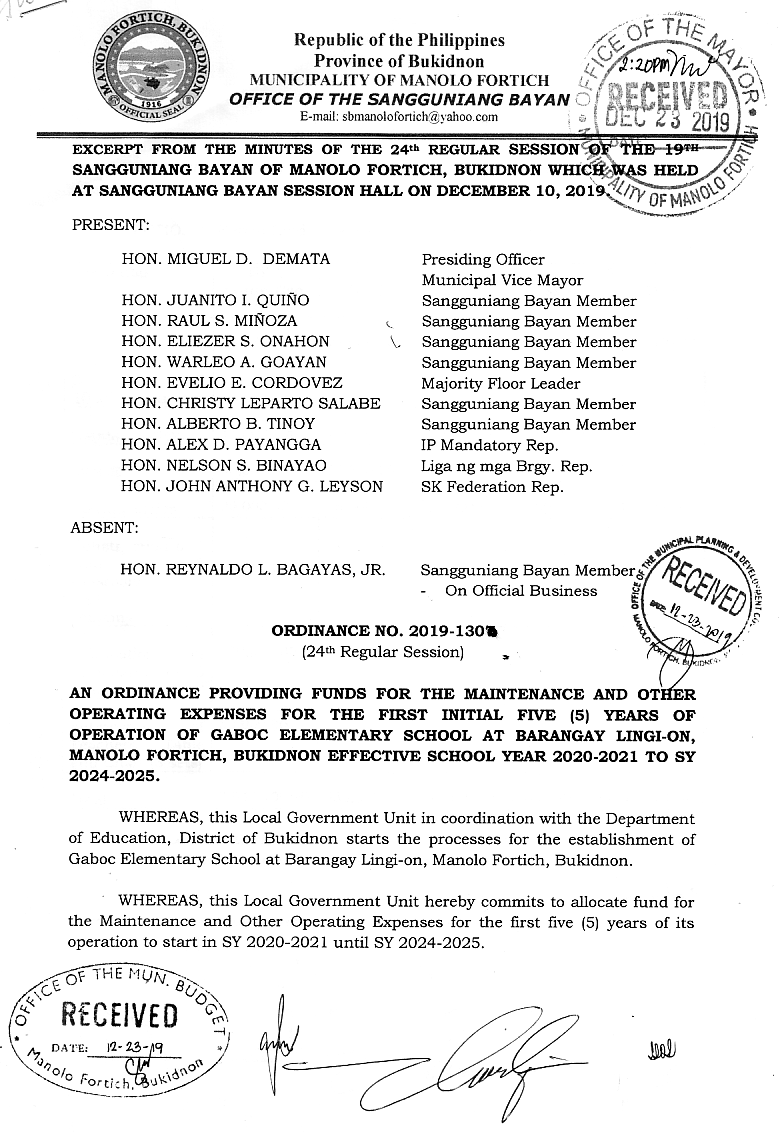 MANOLO FORTICH, BUKIDNON
1916
OFFICIAL SEAL
Republic of the Philippines
Province of Bukidnon
MUNICIPALITY OF MANOLO FORTICH
OFFICE OF THE SANGGUNIANG BAYAN
E-mail: sbmanolofortich@yahoo.com
OFFICE OF THE MAYOR
2:20PM
RECEIVED
DEC 23 2019
MUNICIPALITY OF MANOLO FORTICH
EXCERPT FROM THE MINUTES OF THE 24th REGULAR SESSION OF THE 19TH
SANGGUNIANG BAYAN OF MANOLO FORTICH, BUKIDNON WHICH WAS HELD
AT SANGGUNIANG BAYAN SESSION HALL ON DECEMBER 10, 2019.
PRESENT:
HON. MIGUEL D. DEMATA Presiding Officer
Municipal Vice Mayor
HON. JUANITO I. QUIÑO Sangguniang Bayan Member
HON. RAUL S. MIÑOZA Sangguniang Bayan Member
HON. ELIEZER S. ONAHON Sangguniang Bayan Member
HON. WARLEO A. GOAYAN Sangguniang Bayan Member
HON. EVELIO E. CORDOVEZ Majority Floor Leader
HON. CHRISTY LEPARTO SALABE Sangguniang Bayan Member
HON. ALBERTO B. TINOY Sangguniang Bayan Member
HON. ALEX D. PAYANGGA IP Mandatory Rep.
HON. NELSON S. BINAYAO Liga ng mga Brgy. Rep.
HON. JOHN ANTHONY G. LEYSON SK Federation Rep.
ABSENT:
HON. REYNALDO L. BAGAYAS, JR. Sangguniang Bayan Member
- On Official Business
OFFICE OF THE MUNICIPAL PLANNING &
RECEIVED
DATE: 12-23-2019
MANOLO FORTICH, BUKIDNON
ORDINANCE NO. 2019-130
(24th Regular Session)
AN ORDINANCE PROVIDING FUNDS FOR THE MAINTENANCE AND OTHER
OPERATING EXPENSES FOR THE FIRST INITIAL FIVE (5) YEARS OF
OPERATION OF GABOC ELEMENTARY SCHOOL AT BARANGAY LINGI-ON,
MANOLO FORTICH, BUKIDNON EFFECTIVE SCHOOL YEAR 2020-2021 TO SY
2024-2025.
WHEREAS, this Local Government Unit in coordination with the Department
of Education, District of Bukidnon starts the processes for the establishment of
Gaboc Elementary School at Barangay Lingi-on, Manolo Fortich, Bukidnon.
WHEREAS, this Local Government Unit hereby commits to allocate fund for
the Maintenance and Other Operating Expenses for the first five (5) years of its
operation to start in SY 2020-2021 until SY 2024-2025.
OFFICE OF THE MUN. BUDGET
RECEIVED
DATE: 12-23-19
Manolo Fortich, Bukidnon